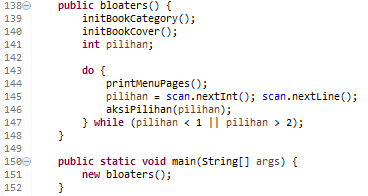 138 public bloaters() {
139 initBookCategory();
140 initBookCover();
141 int pilihan;
142
143 do {
144 printMenuPages();
145 pilihan = scan.nextInt(); scan.nextLine();
146 aksiPilihan(pilihan);
147 } while (pilihan < 1 || pilihan > 2);
148 }
149
150 public static void main(String[] args) {
151 new bloaters();
152 }